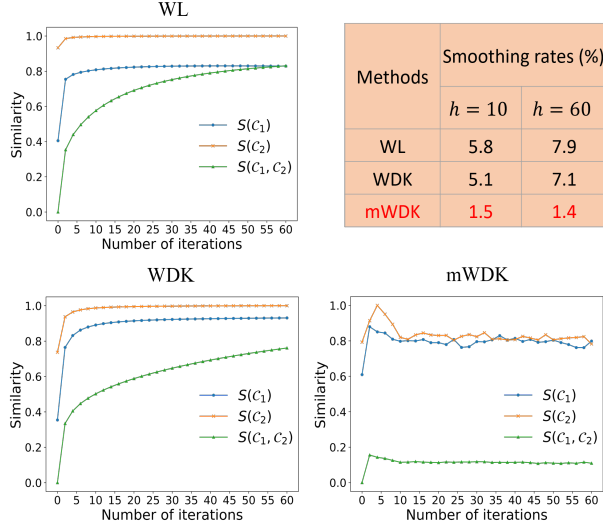 WL
1.0
0.8
0.6
0.4
0.2
0.0
Similarity
S(C₁)
S(C₂)
S(C₁, C₂)
0 5 10 15 20 25 30 35 40 45 50 55 60
Number of iterations
Methods Smoothing rates (%)
h = 10 h = 60
WL 5.8 7.9
WDK 5.1 7.1
mWDK 1.5 1.4
WDK
1.0
0.8
0.6
0.4
0.2
0.0
Similarity
S(C₁)
S(C₂)
S(C₁, C₂)
0 5 10 15 20 25 30 35 40 45 50 55 60
Number of iterations
mWDK
1.0
0.8
0.6
0.4
0.2
0.0
Similarity
S(C₁)
S(C₂)
S(C₁, C₂)
0 5 10 15 20 25 30 35 40 45 50 55 60
Number of iterations